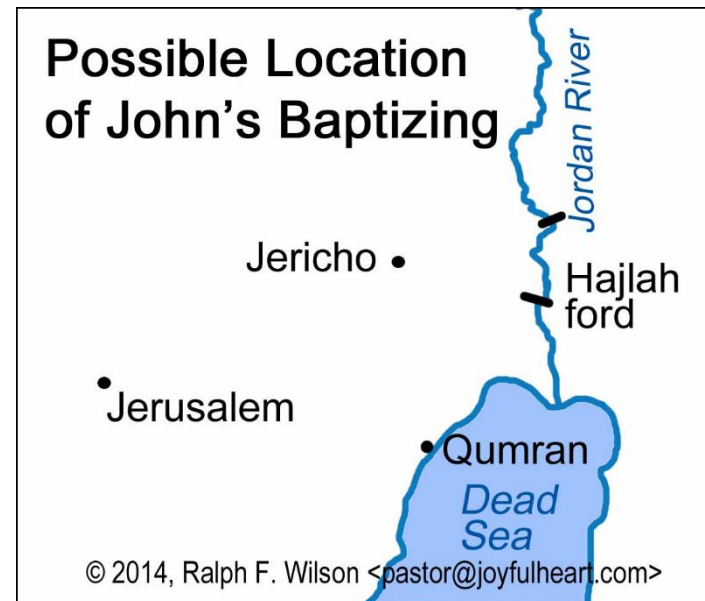 Possible Location
of John's Baptizing
Jordan River
Jericho
Hajlah
ford
Jerusalem
Qumran
Dead
Sea
© 2014, Ralph F. Wilson <pastor@joyfulheart.com>